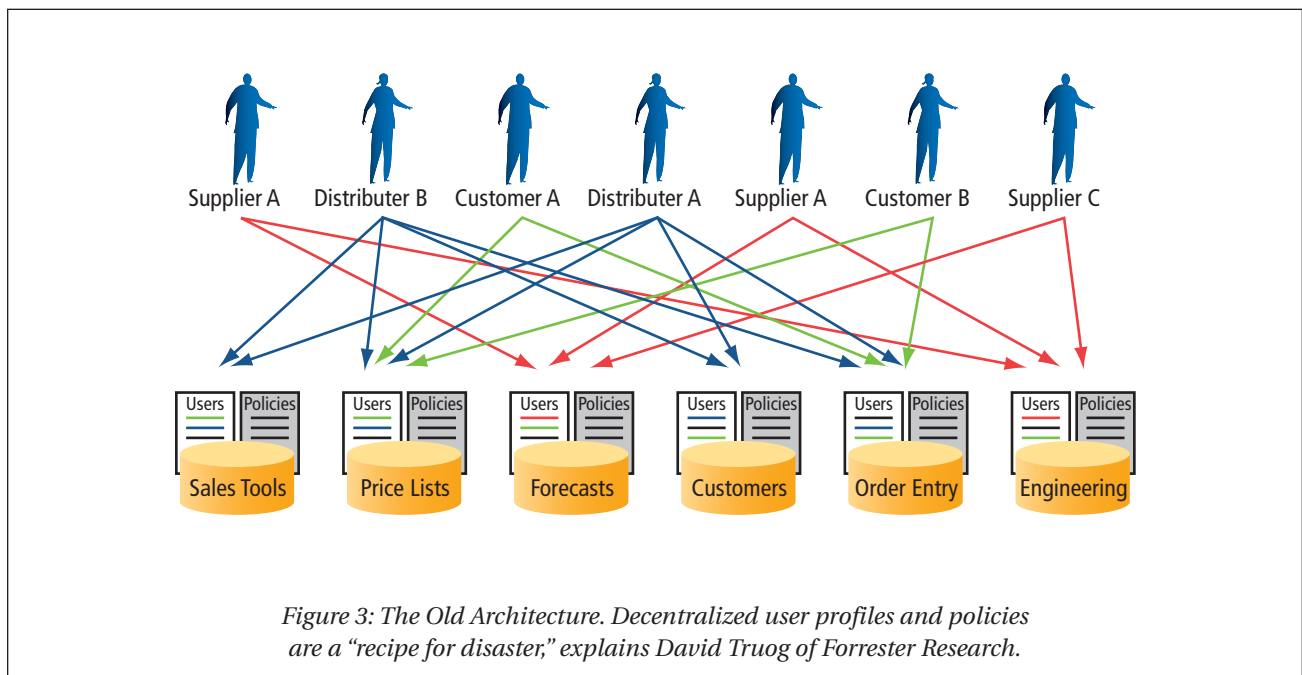 Supplier A Distributer B Customer A Distributer A Supplier A Customer B Supplier C
Users Policies Users Policies Users Policies Users Policies Users Policies Users Policies
Sales Tools Price Lists Forecasts Customers Order Entry Engineering
Figure 3: The Old Architecture. Decentralized user profiles and policies
are a “recipe for disaster,” explains David Truog of Forrester Research.